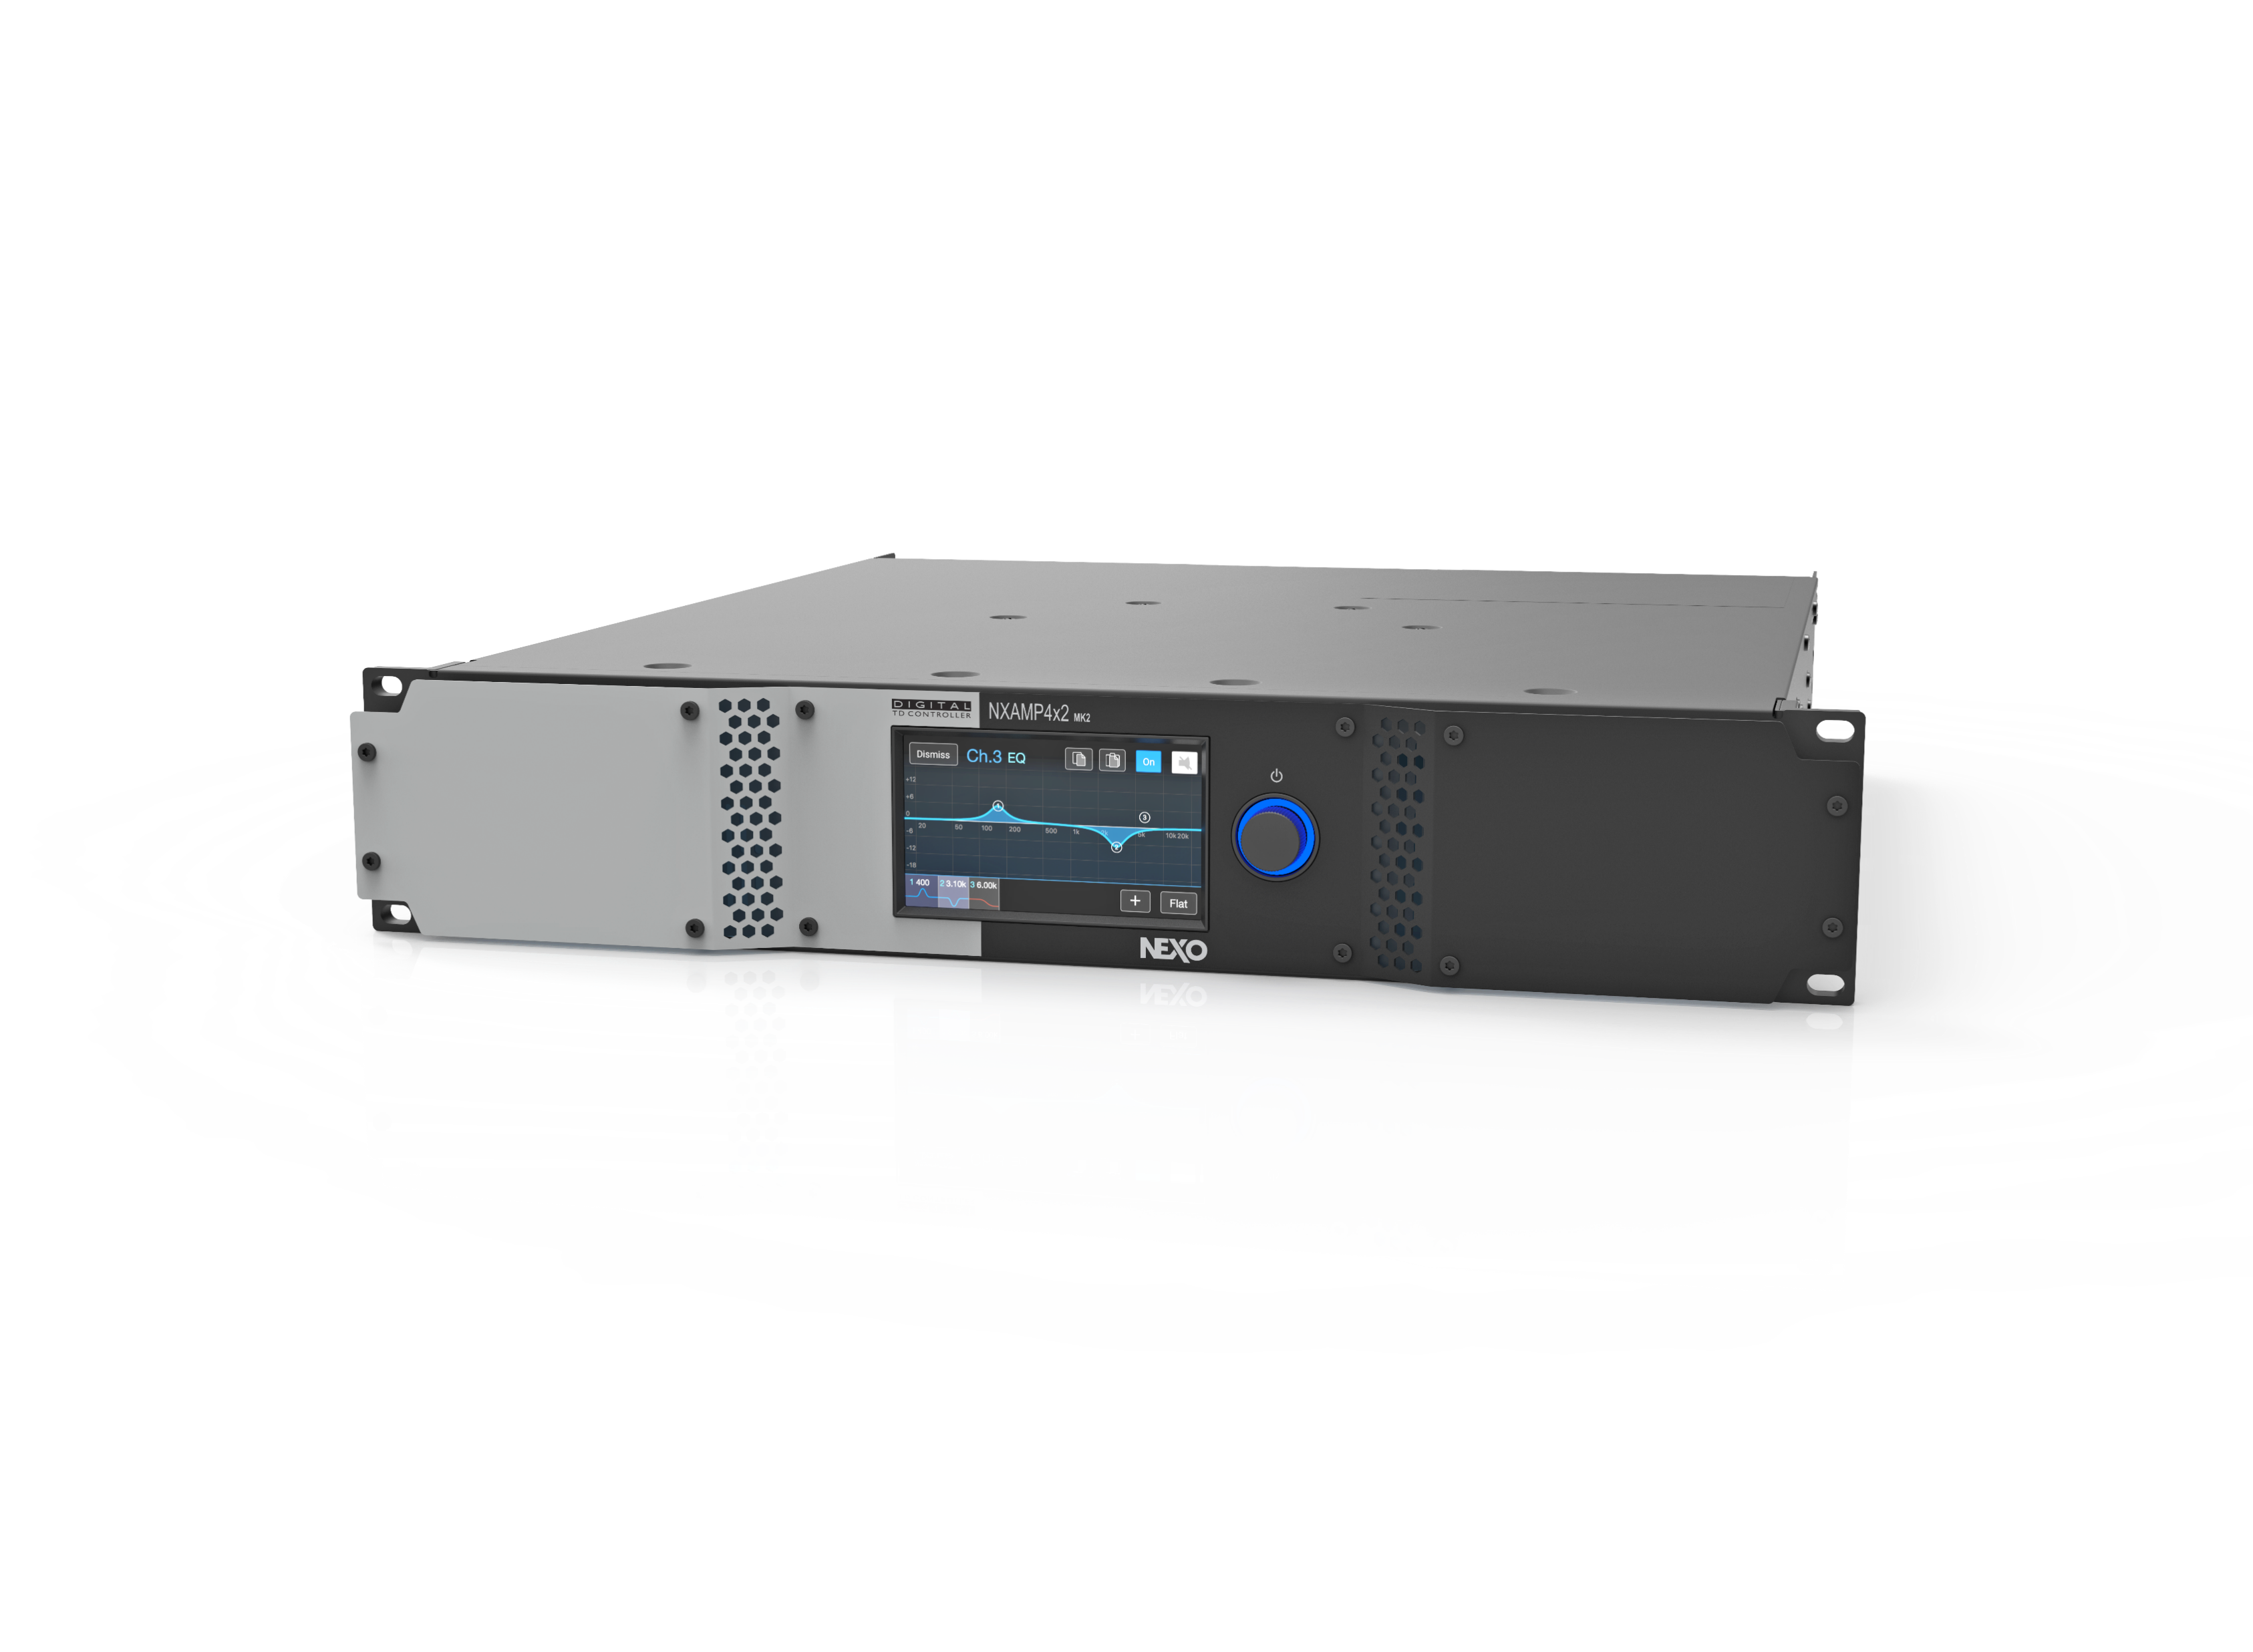 DIGITAL
TD CONTROLLER
NXAMP4x2 MK2
Dismiss Ch.3 EQ On
+12
+6
0
-6
-12
-18
20 50 100 200 500 1k 10k 20k
3
1 400 2 3.10k 3 6.00k
+ Flat
NEXO